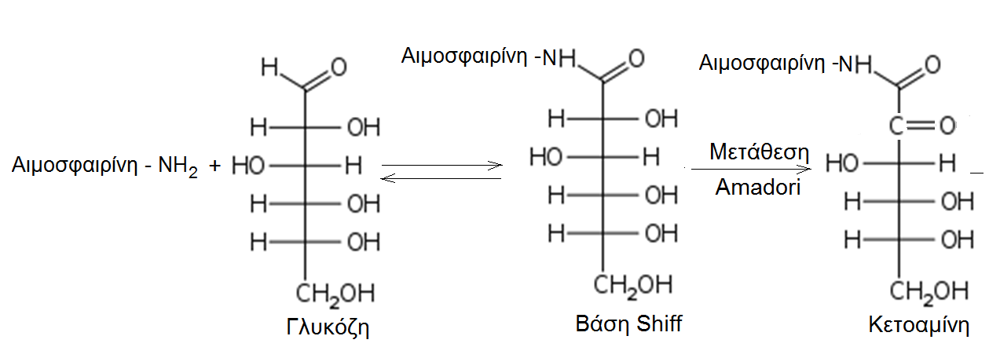 Αιμοσφαιρίνη - NH2 +
H O
H OH
HO H
H OH
H OH
CH2OH
Γλυκόζη
Αιμοσφαιρίνη -NH O
H OH
HO H
H OH
H OH
CH2OH
Βάση Shiff
Μετάθεση
Amadori
Αιμοσφαιρίνη -NH O
C=O
HO H
H OH
H OH
CH2OH
Κετοαμίνη